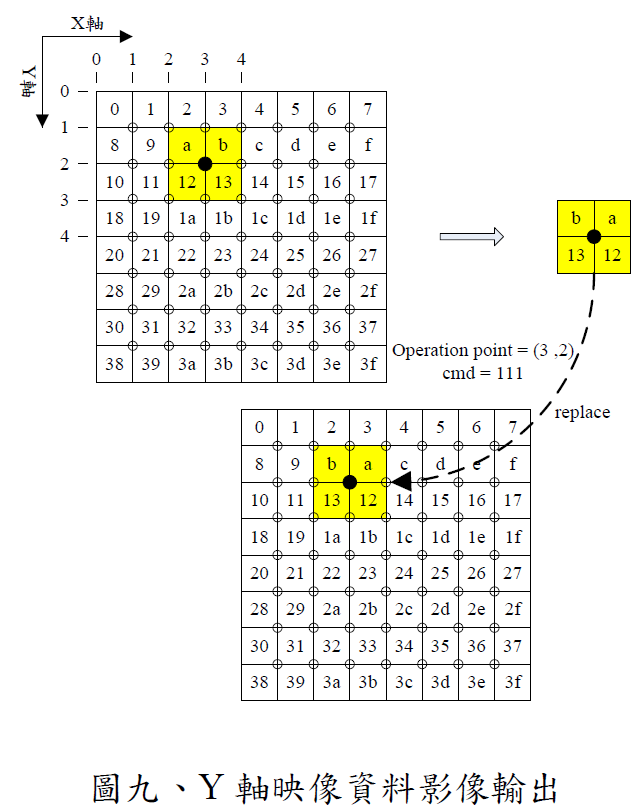 X軸
Y軸
0 1 2 3 4
0
1
2
3
4
0 1 2 3 4 5 6 7
8 9 a b c d e f
10 11 12 13 14 15 16 17
18 19 1a 1b 1c 1d 1e 1f
20 21 22 23 24 25 26 27
28 29 2a 2b 2c 2d 2e 2f
30 31 32 33 34 35 36 37
38 39 3a 3b 3c 3d 3e 3f
b a
13 12
Operation point = (3 ,2)
cmd = 111
replace
0 1 2 3 4 5 6 7
8 9 b a c d e f
10 11 13 12 14 15 16 17
18 19 1a 1b 1c 1d 1e 1f
20 21 22 23 24 25 26 27
28 29 2a 2b 2c 2d 2e 2f
30 31 32 33 34 35 36 37
38 39 3a 3b 3c 3d 3e 3f
圖九、Y 軸映像資料影像輸出